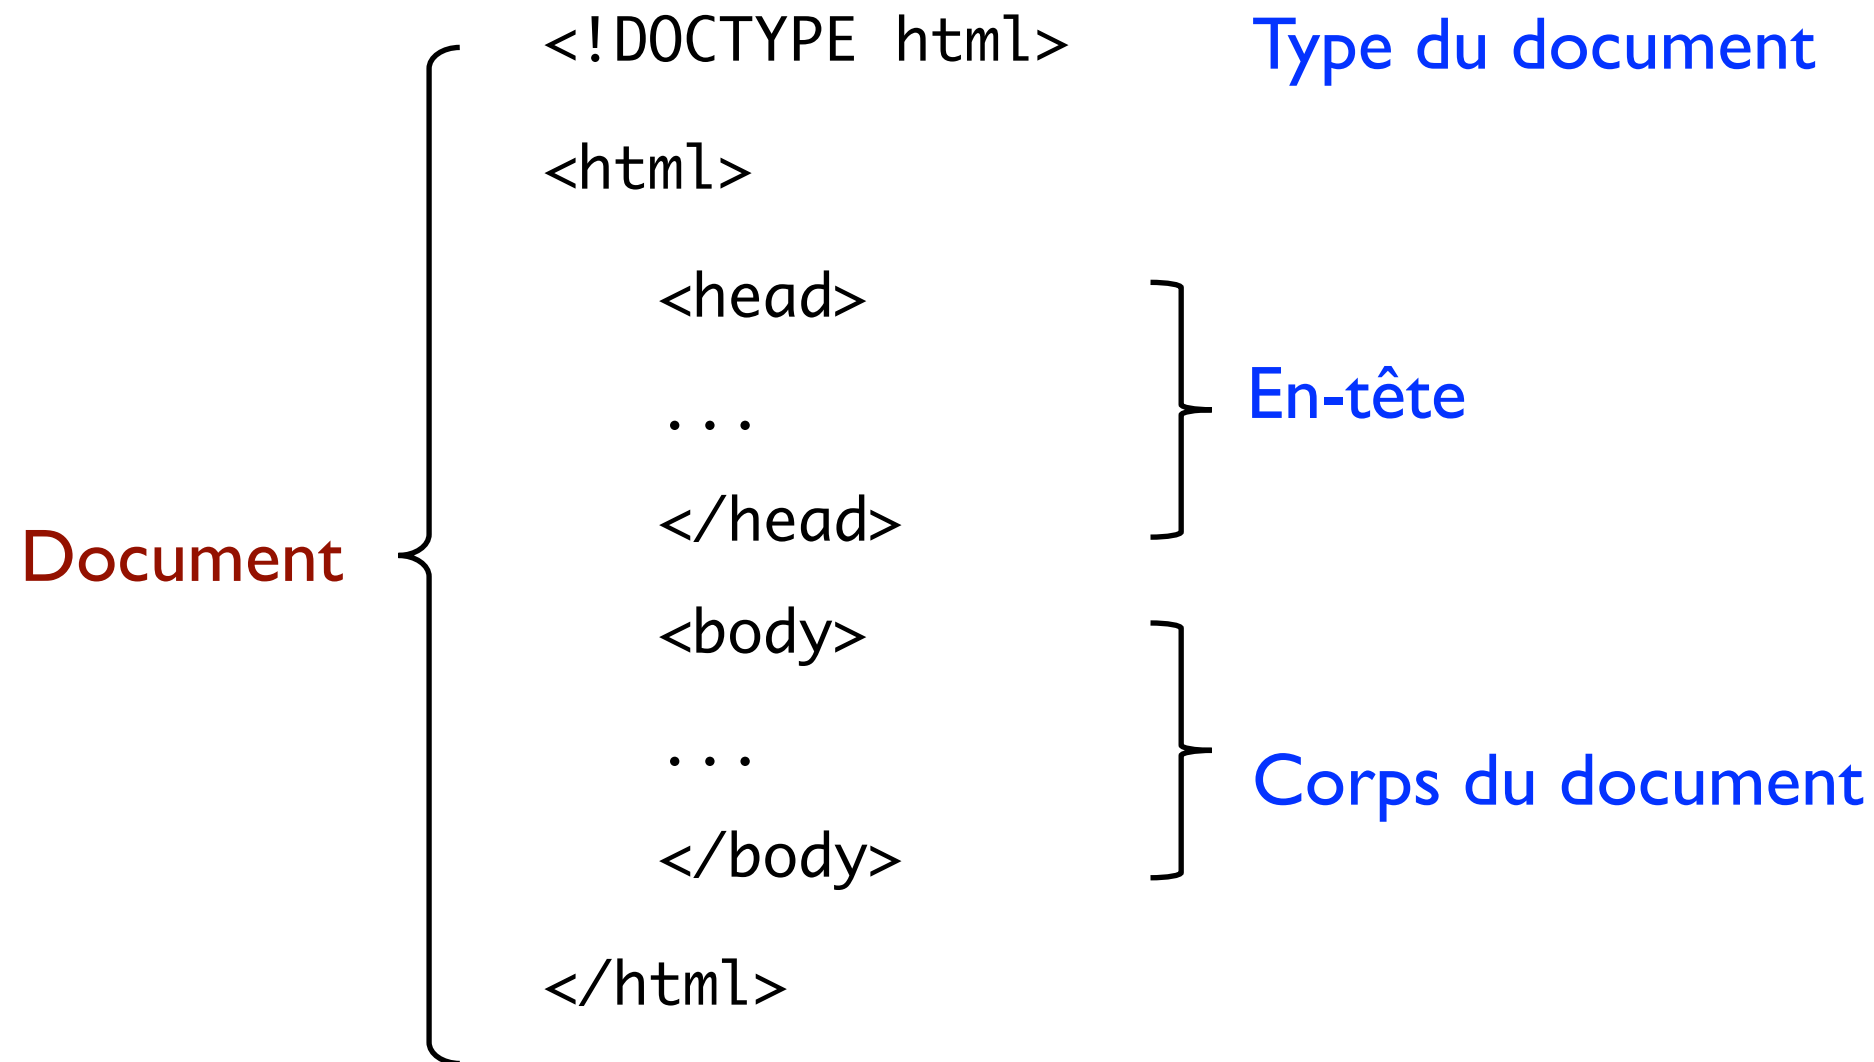 <!DOCTYPE html> Type du document
<html>
<head>
...
En-tête
</head>
Document
<body>
...
Corps du document
</body>
</html>